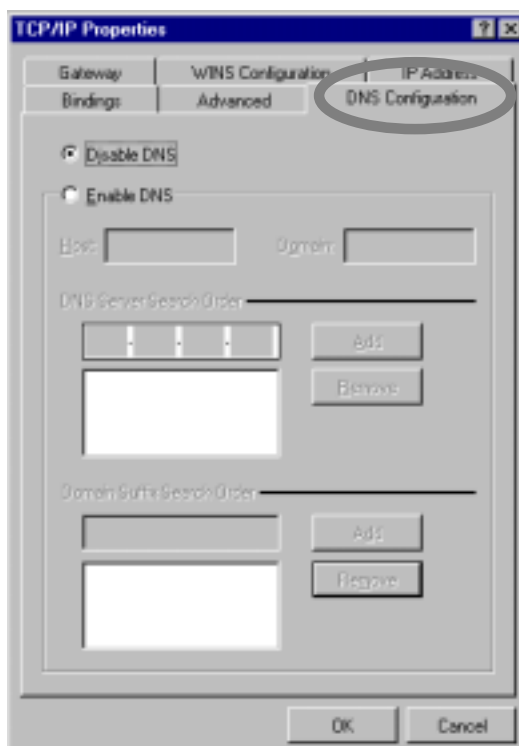 TCP/IP Properties
Gateway WINS Configuration IP Address
Bindings Advanced DNS Configuration
Disable DNS
Enable DNS
Host: Domain:
DNS Server Search Order
Add
Remove
Domain Suffix Search Order
Add
Remove
OK Cancel